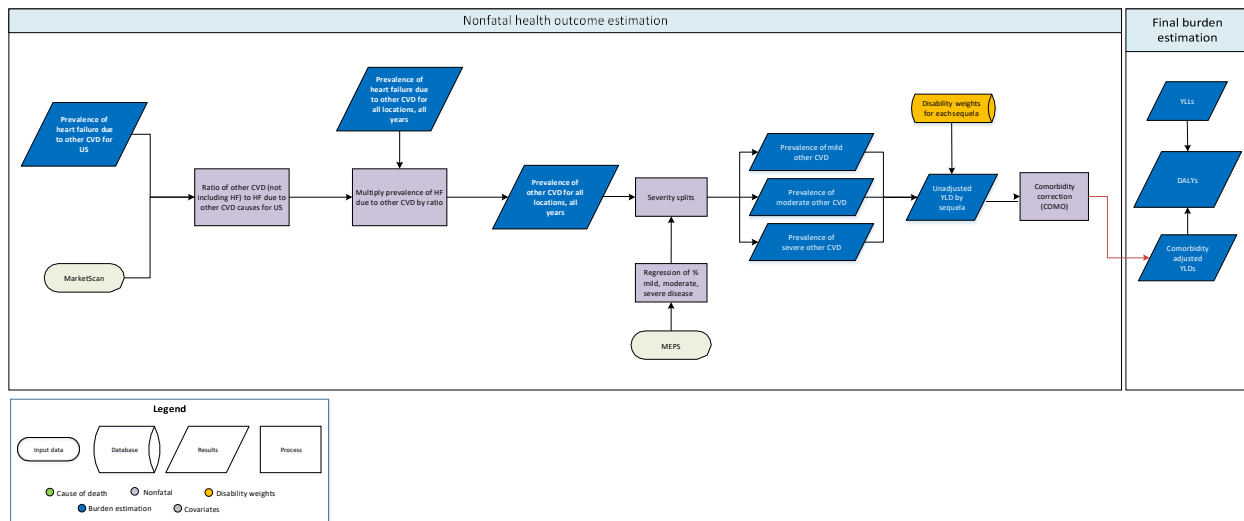 Nonfatal health outcome estimation
Final burden
estimation
Prevalence of
heart failure due
to other CVD for
US
Prevalence of
heart failure due
to other CVD for
all locations, all
years
Ratio of other CVD (not
including HF) to HF due to
other CVD causes for US
Multiply prevalence of HF
due to other CVD by ratio
MarketScan
Prevalence of
other CVD for all
locations, all
years
Severity splits
Regression of %
mild, moderate,
severe disease
MEPS
Prevalence of mild
other CVD
Prevalence of
moderate other CVD
Prevalence of
severe other CVD
Disability weights
for each sequela
Unadjusted
YLD by
sequela
Comorbidity
correction
(COMO)
YLLs
DALYs
Comorbidity
adjusted
YLDs
Legend
Input data
Database
Results
Process
Cause of death
Nonfatal
Disability weights
Burden estimation
Covariates